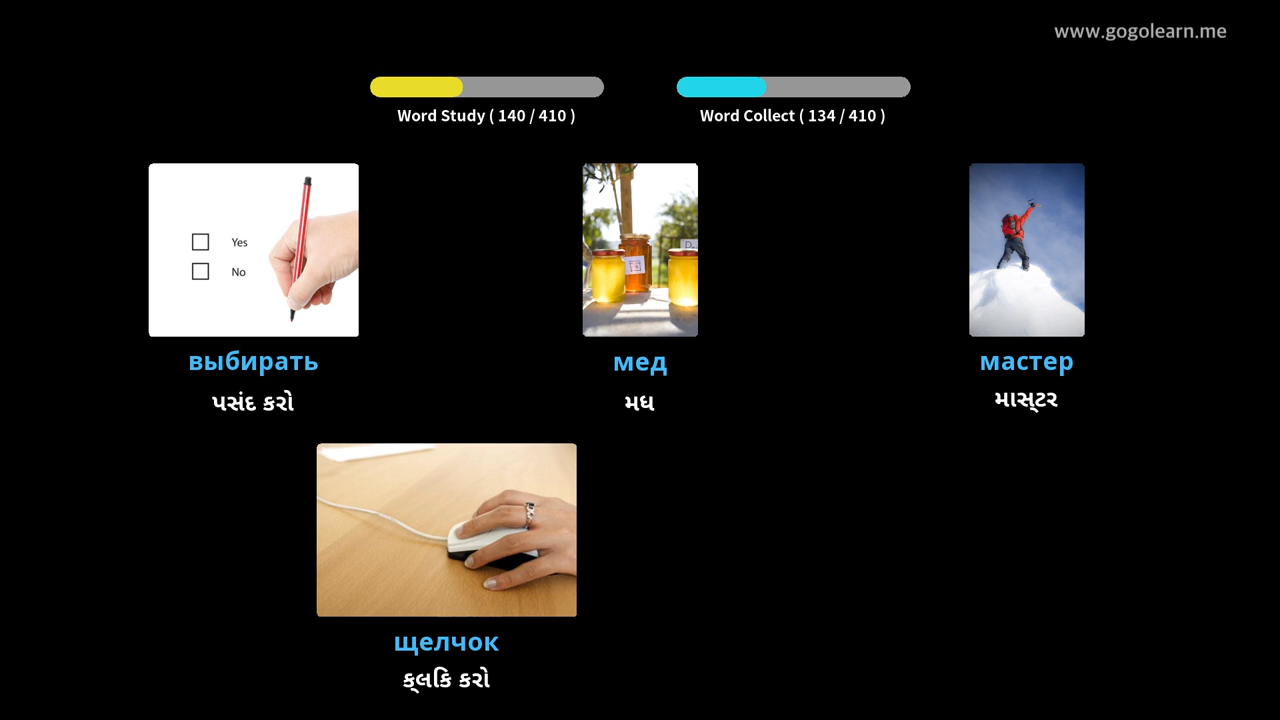 www.gogolearn.me
Word Study ( 140 / 410 )
Word Collect ( 134 / 410 )
Yes
No
выбирать
мед
мастер
પસંદ કરો
મધ
માસ્ટર
щелчок
ક્લિક કરો